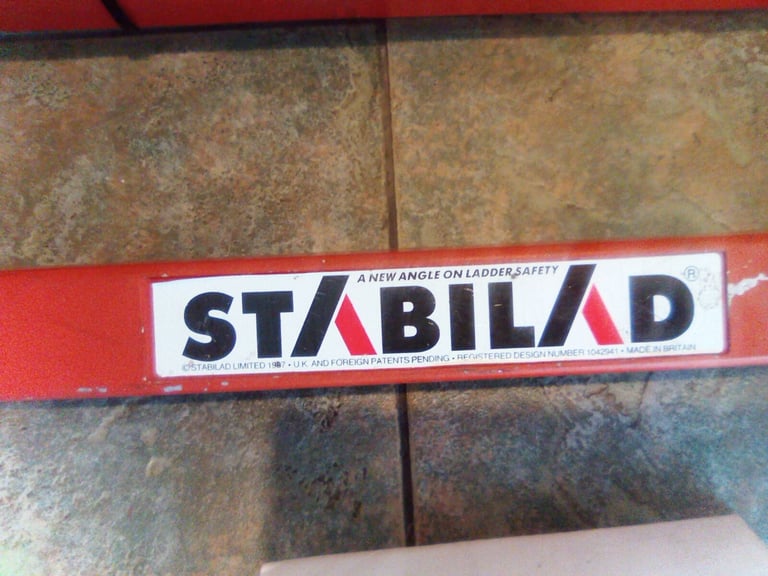 A NEW ANGLE ON LADDER SAFETY
STABILAD ®
© STABILAD LIMITED 1987 • U.K. AND FOREIGN PATENTS PENDING • REGISTERED DESIGN NUMBER 1042941 • MADE IN BRITAIN